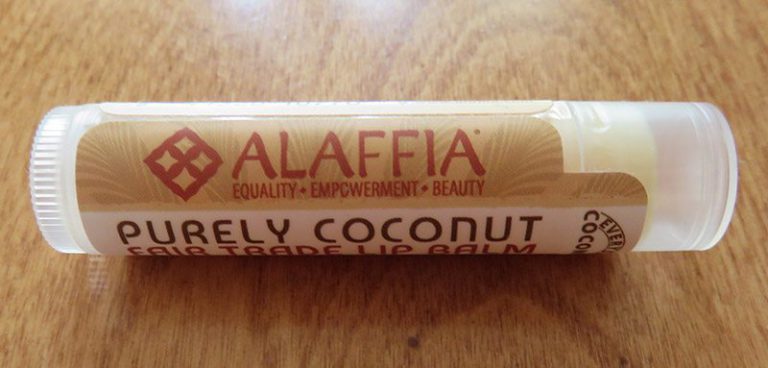 ALAFFIA
EQUALITY • EMPOWERMENT • BEAUTY
PURELY COCONUT
FAIR TRADE LIP BALM